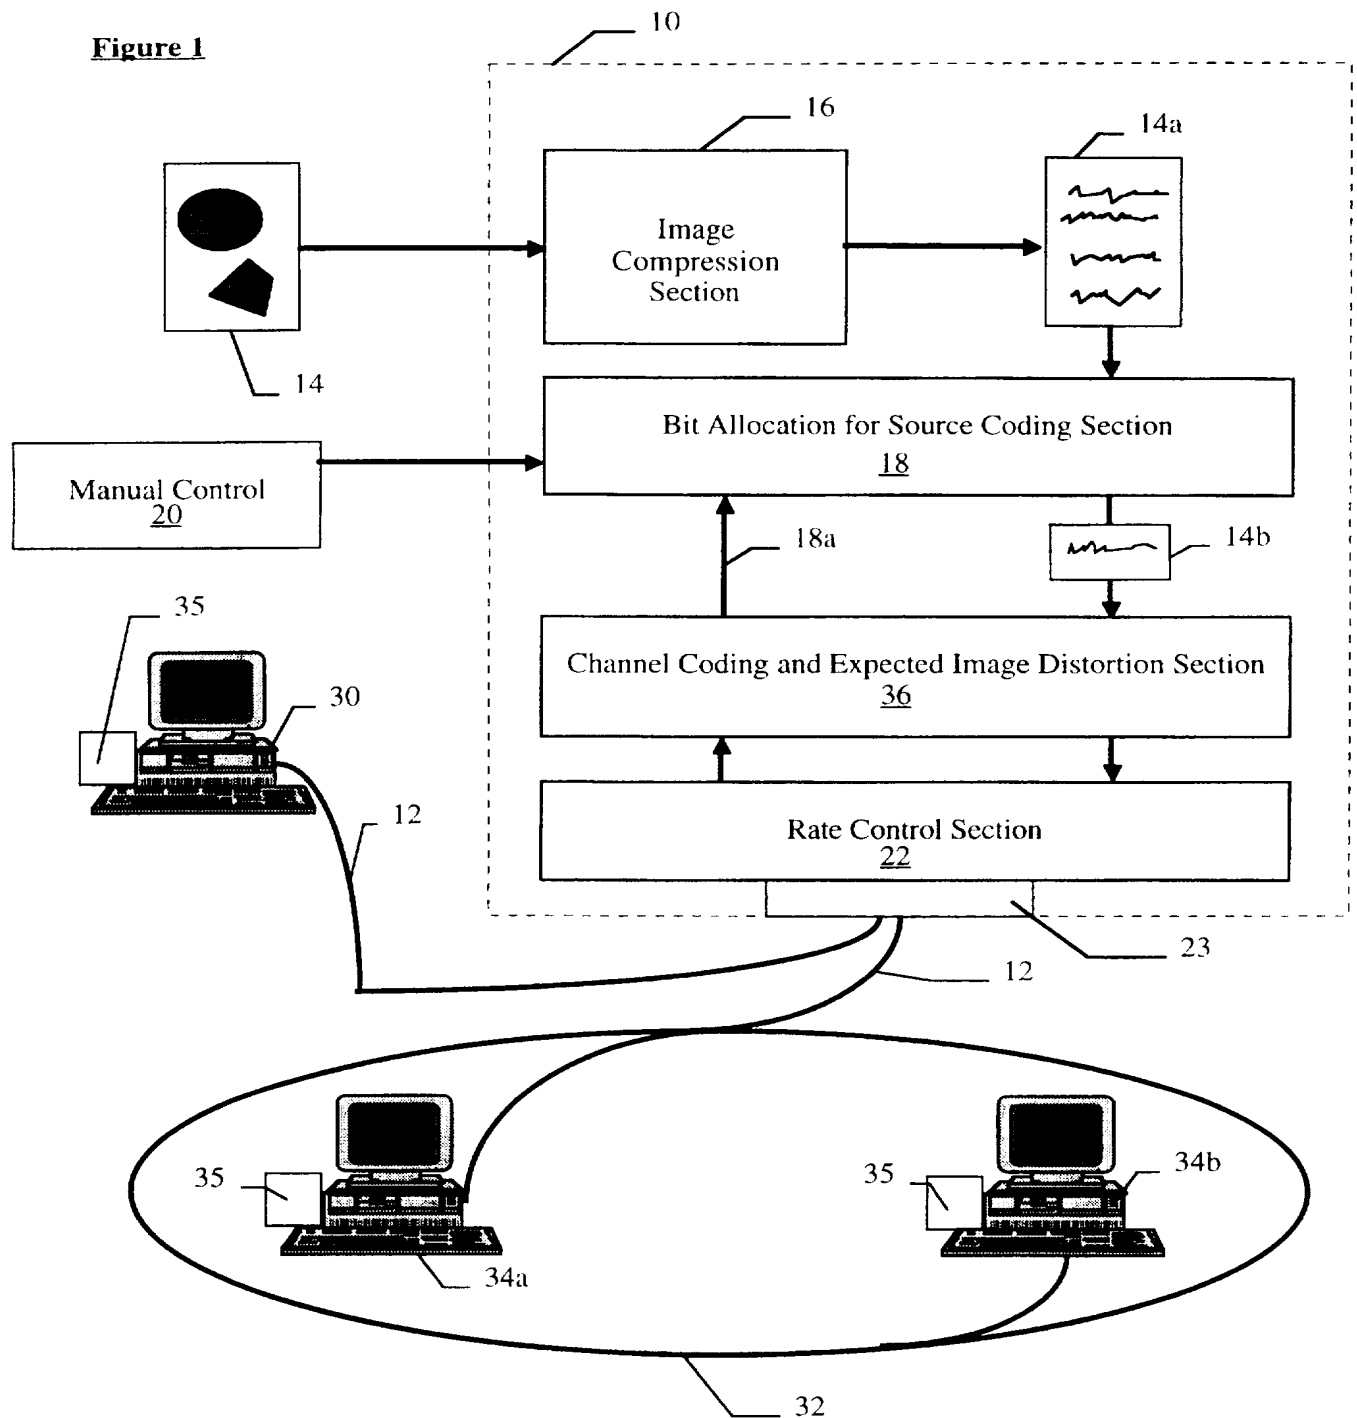 Figure 1
10
16
14a
Image
Compression
Section
14
Bit Allocation for Source Coding Section
18
Manual Control
20
18a
14b
35
Channel Coding and Expected Image Distortion Section
36
30
12
Rate Control Section
22
23
12
35
34a
35
34b
32